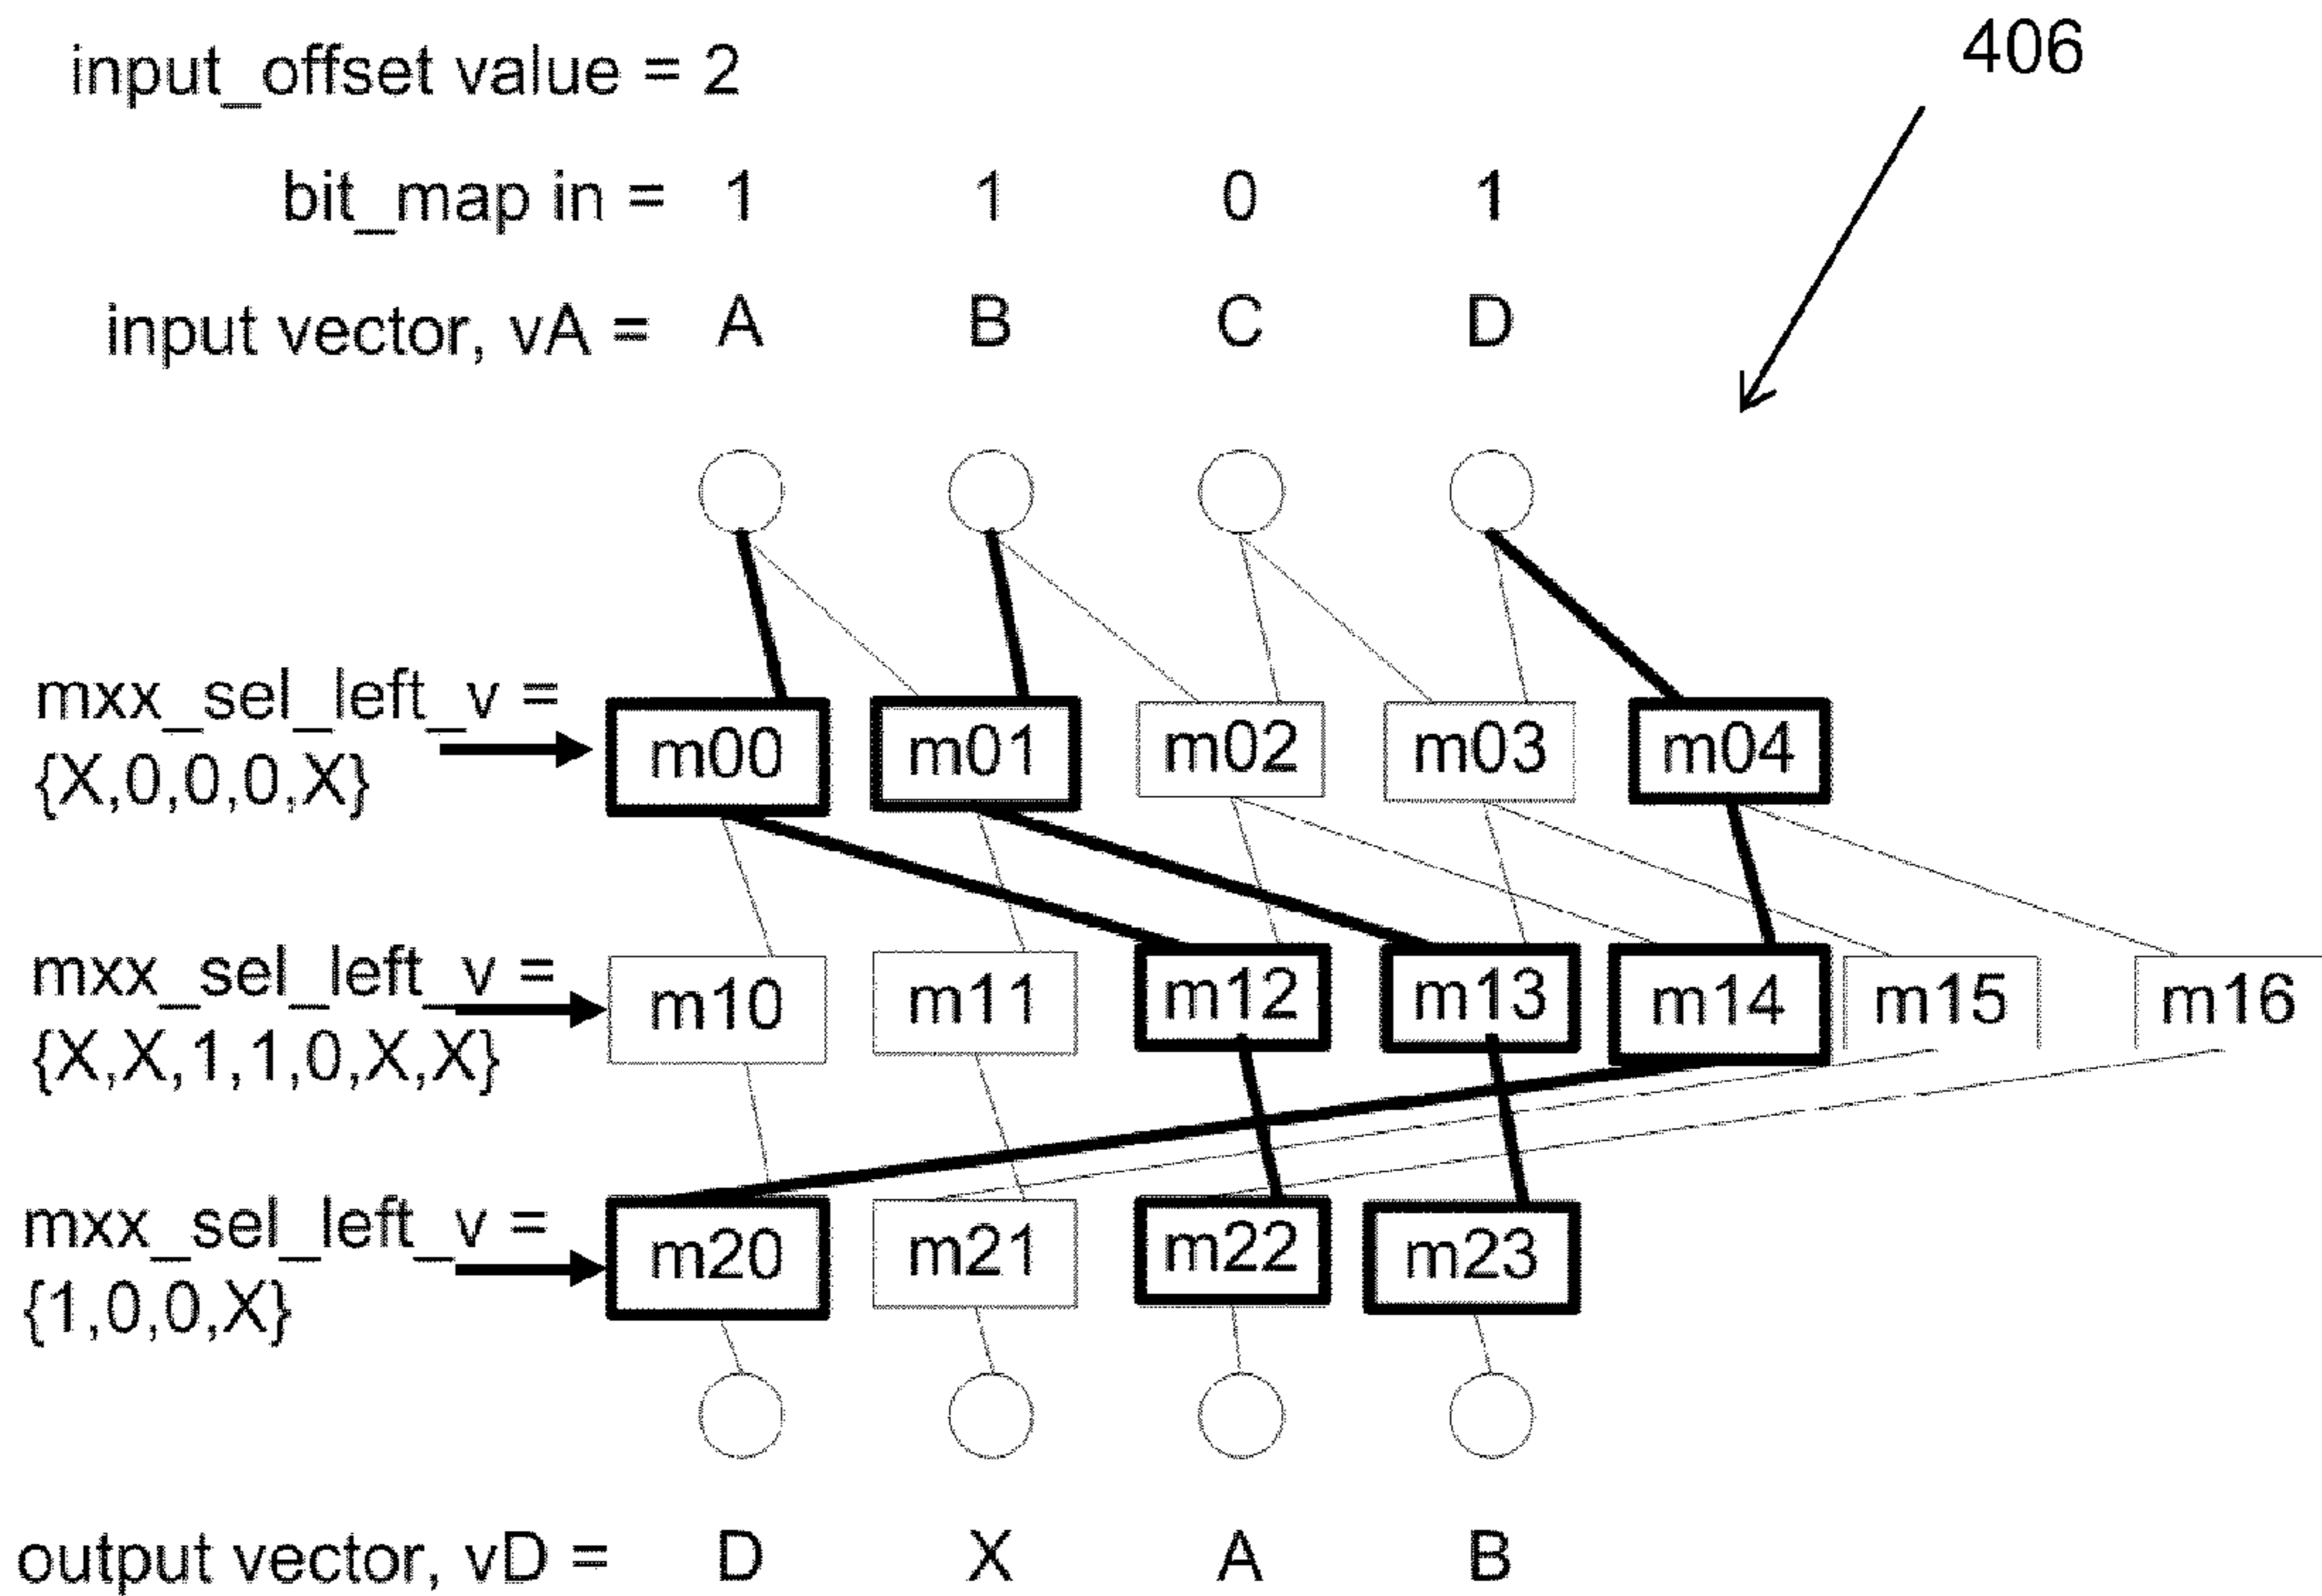 406
input_offset value = 2
bit_map in = 1 1 0 1
input vector, vA = A B C D
mxx_sel_left_v =
{X,0,0,0,X}
m00 m01 m02 m03 m04
mxx_sel_left_v =
{X,X,1,1,0,X,X}
m10 m11 m12 m13 m14 m15 m16
mxx_sel_left_v =
{1,0,0,X}
m20 m21 m22 m23
output vector, vD = D X A B